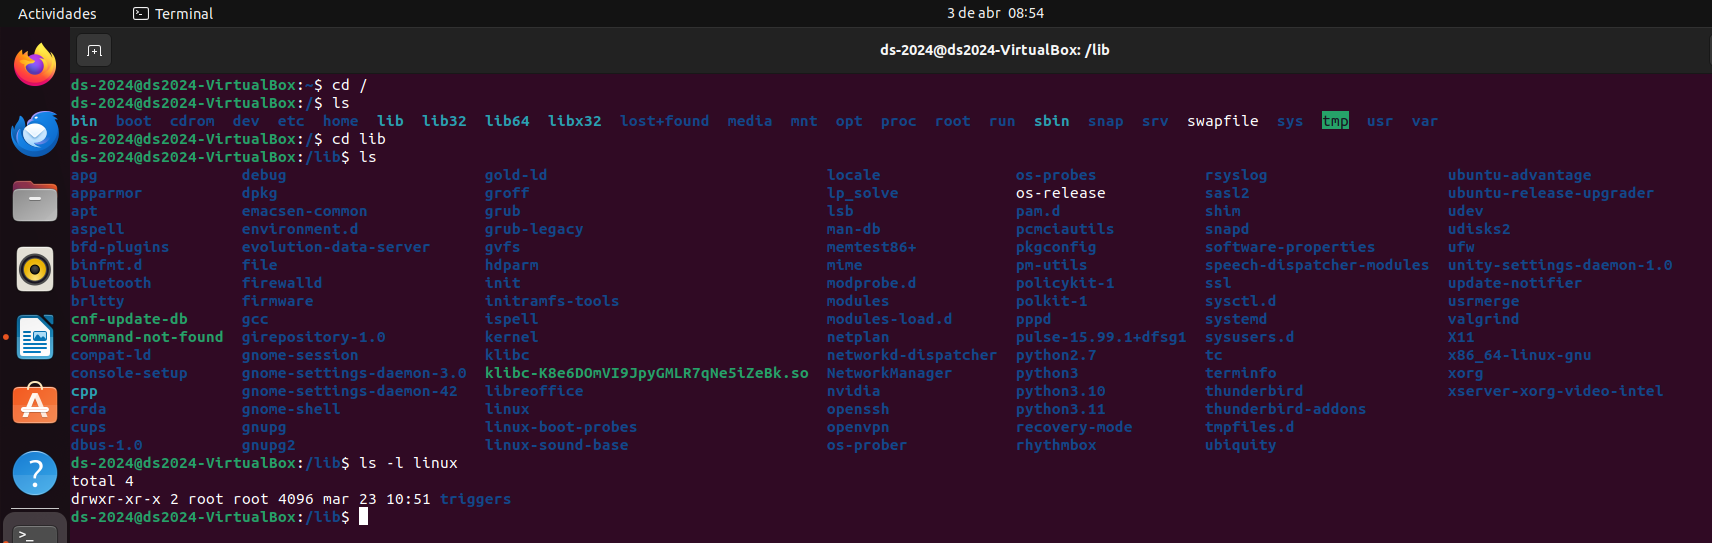 Actividades Terminal 3 de abr 08:54
ds-2024@ds2024-VirtualBox: /lib
ds-2024@ds2024-VirtualBox:~$ cd /
ds-2024@ds2024-VirtualBox:/$ ls
bin boot cdrom dev etc home lib lib32 lib64 libx32 lost+found media mnt opt proc root run sbin snap srv swapfile sys tmp usr var
ds-2024@ds2024-VirtualBox:/$ cd lib
ds-2024@ds2024-VirtualBox:/lib$ ls
apg debug gold-ld locale os-probes rsyslog ubuntu-advantage
apparmor dpkg groff lp_solve os-release sasl2 ubuntu-release-upgrader
apt emacsen-common grub lsb pam.d shim udev
aspell environment.d grub-legacy man-db pcmciautils snapd udisks2
bfd-plugins evolution-data-server gvfs memtest86+ pkgconfig software-properties ufw
binfmt.d file hdparm mime pm-utils speech-dispatcher-modules unity-settings-daemon-1.0
bluetooth firewalld init modprobe.d policykit-1 ssl update-notifier
brltty firmware initramfs-tools modules polkit-1 sysctl.d usrmerge
cnf-update-db gcc ispell modules-load.d pppd systemd valgrind
command-not-found girepository-1.0 kernel netplan pulse-15.99.1+dfsg1 sysusers.d X11
compat-ld gnome-session klibc networkd-dispatcher python2.7 tc x86_64-linux-gnu
console-setup gnome-settings-daemon-3.0 klibc-K8e6DOmVI9JpyGMLR7qNe5iZeBk.so NetworkManager python3 terminfo xorg
cpp gnome-settings-daemon-42 libreoffice nvidia python3.10 thunderbird xserver-xorg-video-intel
crda gnome-shell linux openssh python3.11 thunderbird-addons
cups gnupg linux-boot-probes openvpn recovery-mode tmpfiles.d
dbus-1.0 gnupg2 linux-sound-base os-prober rhythmbox ubiquity
ds-2024@ds2024-VirtualBox:/lib$ ls -l linux
total 4
drwxr-xr-x 2 root root 4096 mar 23 10:51 triggers
ds-2024@ds2024-VirtualBox:/lib$